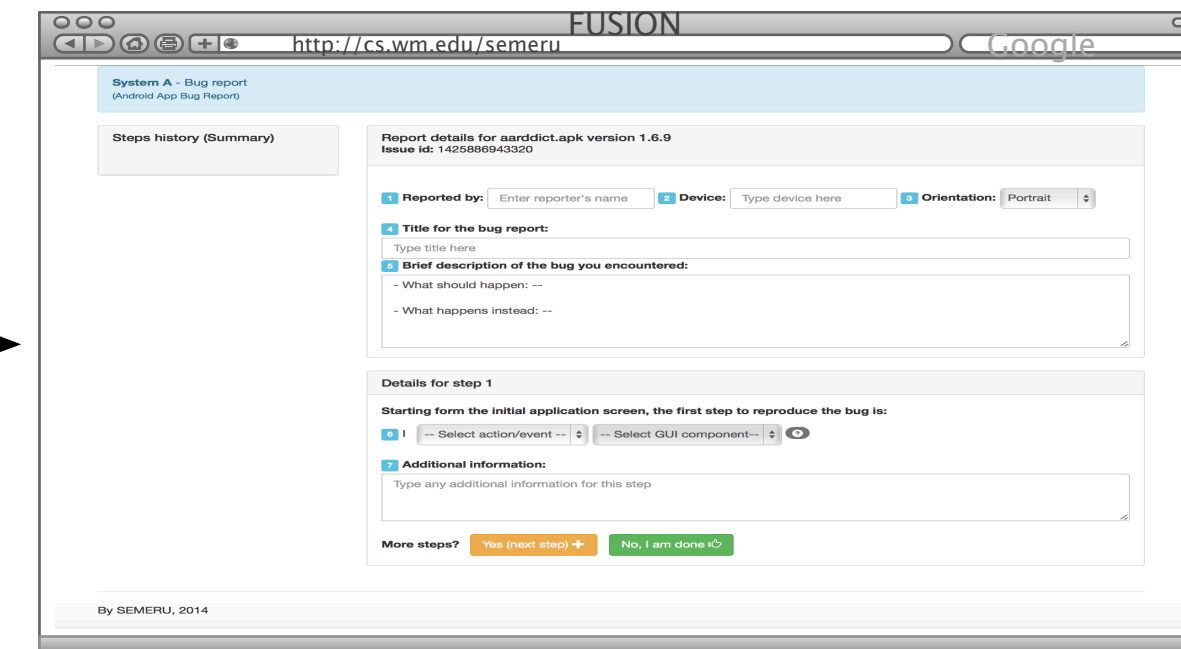 FUSION
http://cs.wm.edu/semeru
Google
System A - Bug report
(Android App Bug Report)
Steps history (Summary)
Report details for aarddict.apk version 1.6.9
Issue id: 1425886943320
1 Reported by: Enter reporter's name 2 Device: Type device here 3 Orientation: Portrait
4 Title for the bug report:
Type title here
5 Brief description of the bug you encountered:
- What should happen: --
- What happens instead: --
Details for step 1
Starting form the initial application screen, the first step to reproduce the bug is:
6 I -- Select action/event -- -- Select GUI component-- ?
7 Additional information:
Type any additional information for this step
More steps? Yes (next step) No, I am done
By SEMERU, 2014